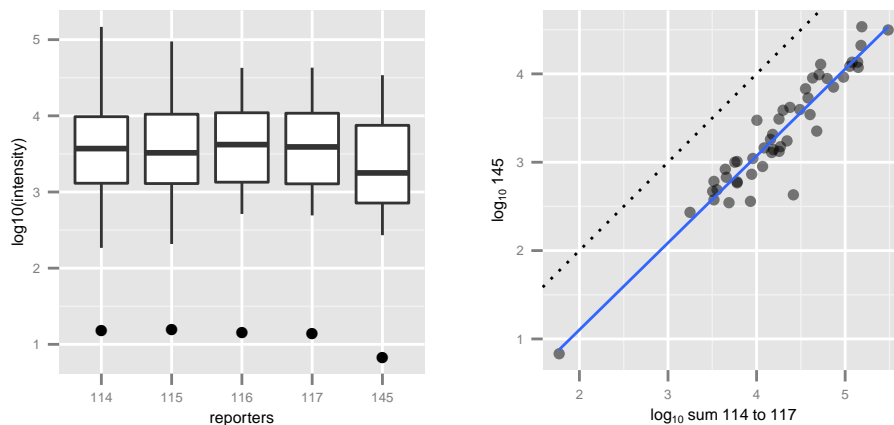 log10(intensity)
5
4
3
2
1
114 115 116 117 145
reporters
log₁₀ 145
4
3
2
1
2 3 4 5
log₁₀ sum 114 to 117